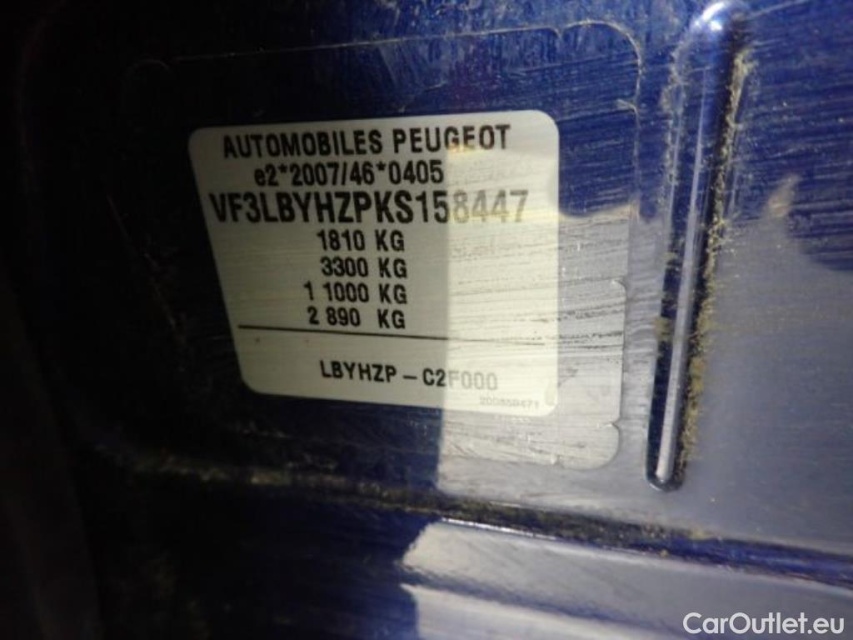 AUTOMOBILES PEUGEOT
e2*2007/46*0405
VF3LBYHZPKS158447
1810 KG
3300 KG
1 1000 KG
2 890 KG
LBYHZP - C2F000
CarOutlet.eu